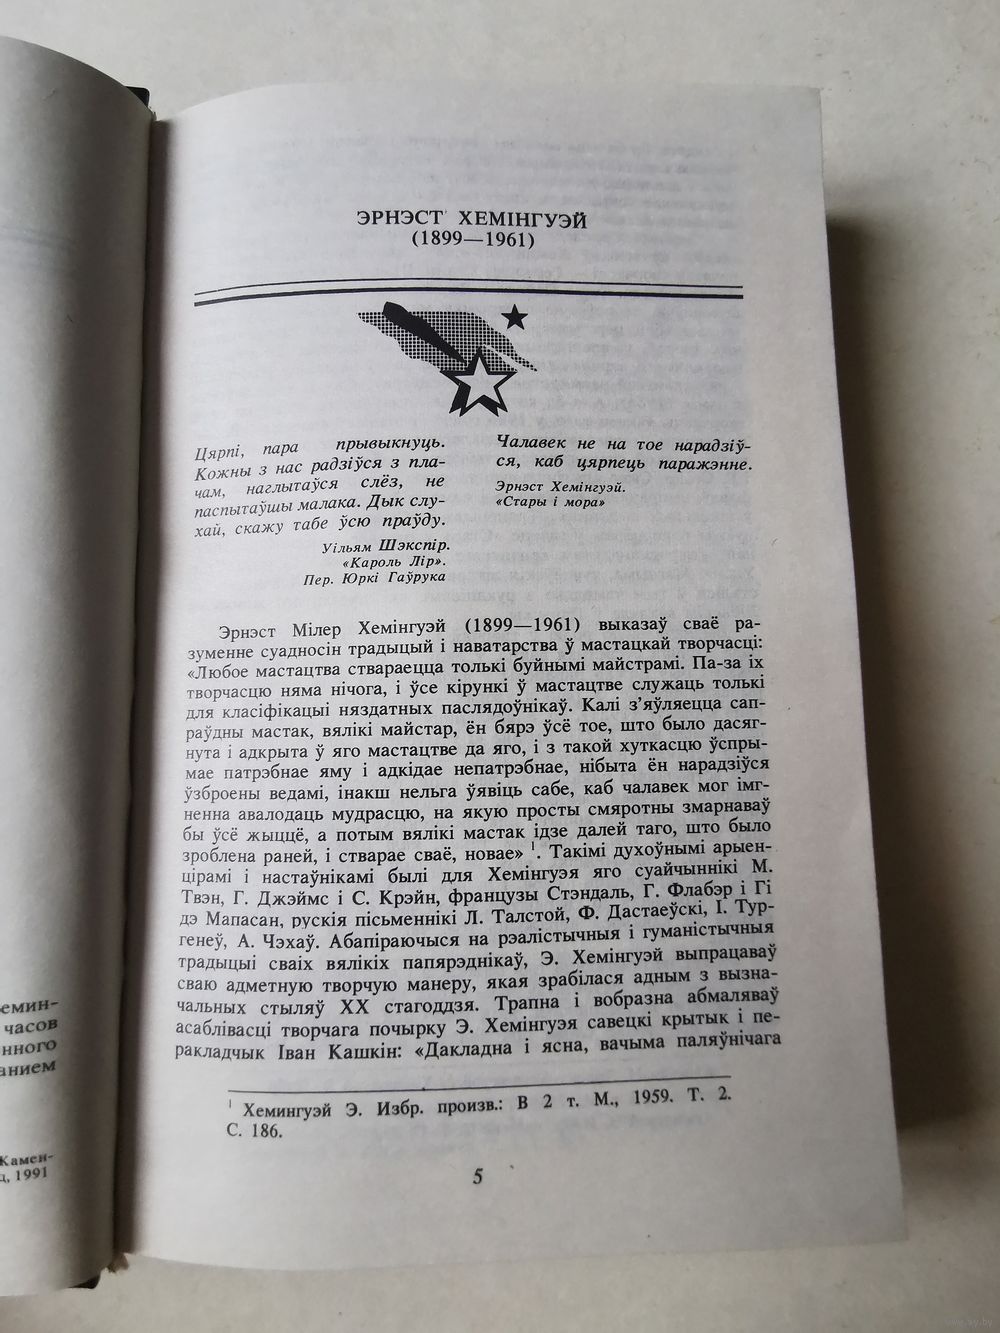 ЭРНЭСТ ХЕМІНГУЭЙ
(1899—1961)
Цярпі, пара прывыкнуць.
Кожны з нас радзіўся з пла-
чам, наглытаўся слёз, не
паспытаўшы малака. Дык слу-
хай, скажу табе ўсю праўду.
Уільям Шэкспір.
«Кароль Лір».
Пер. Юркі Гаўрука
Чалавек не на тое нарадзіў-
ся, каб цярпець паражэнне.
Эрнэст Хемінгуэй.
«Стары і мора»
Эрнэст Мілер Хемінгуэй (1899—1961) выказаў сваё ра-
зуменне суадносін традыцый і наватарства ў мастацкай творчасці:
«Любое мастацтва ствараецца толькі буйнымі майстрамі. Па-за іх
творчасцю няма нічога, і ўсе кірункі ў мастацтве служаць толькі
для класіфікацыі няздатных паслядоўнікаў. Калі з’яўляецца сап-
раўдны мастак, вялікі майстар, ён бярэ ўсё тое, што было дасяг-
нута і адкрыта ў яго мастацтве да яго, і з такой хуткасцю ўспры-
мае патрэбнае яму і адкідае непатрэбнае, нібыта ён нарадзіўся
ўзброены ведамі, інакш нельга ўявіць сабе, каб чалавек мог імг-
ненна авалодаць мудрасцю, на якую просты смяротны змарнаваў
бы ўсё жыццё, а потым вялікі мастак ідзе далей таго, што было
зроблена раней, і стварае сваё, новае» 1. Такімі духоўнымі арыен-
цірамі і настаўнікамі былі для Хемінгуэя яго суайчыннікі М.
Твэн, Г. Джэймс і С. Крэйн, французы Стэндаль, Г. Флабэр і Гі
дэ Мапасан, рускія пісьменнікі Л. Талстой, Ф. Дастаеўскі, І. Тур-
генеў, А. Чэхаў. Абапіраючыся на рэалістычныя і гуманістычныя
традыцыі сваіх вялікіх папярэднікаў, Э. Хемінгуэй выпрацаваў
сваю адметную творчую манеру, якая зрабілася адным з вызна-
чальных стыляў XX стагоддзя. Трапна і вобразна абмаляваў
асаблівасці творчага почырку Э. Хемінгуэя савецкі крытык і пе-
ракладчык Іван Кашкін: «Дакладна і ясна, вачыма паляўнічага
1 Хемингуэй Э. Избр. произв.: В 2 т. М., 1959. Т. 2.
С. 186.
5
емин-
часов
нного
анием
Камен-
ц, 1991
www.ay.by